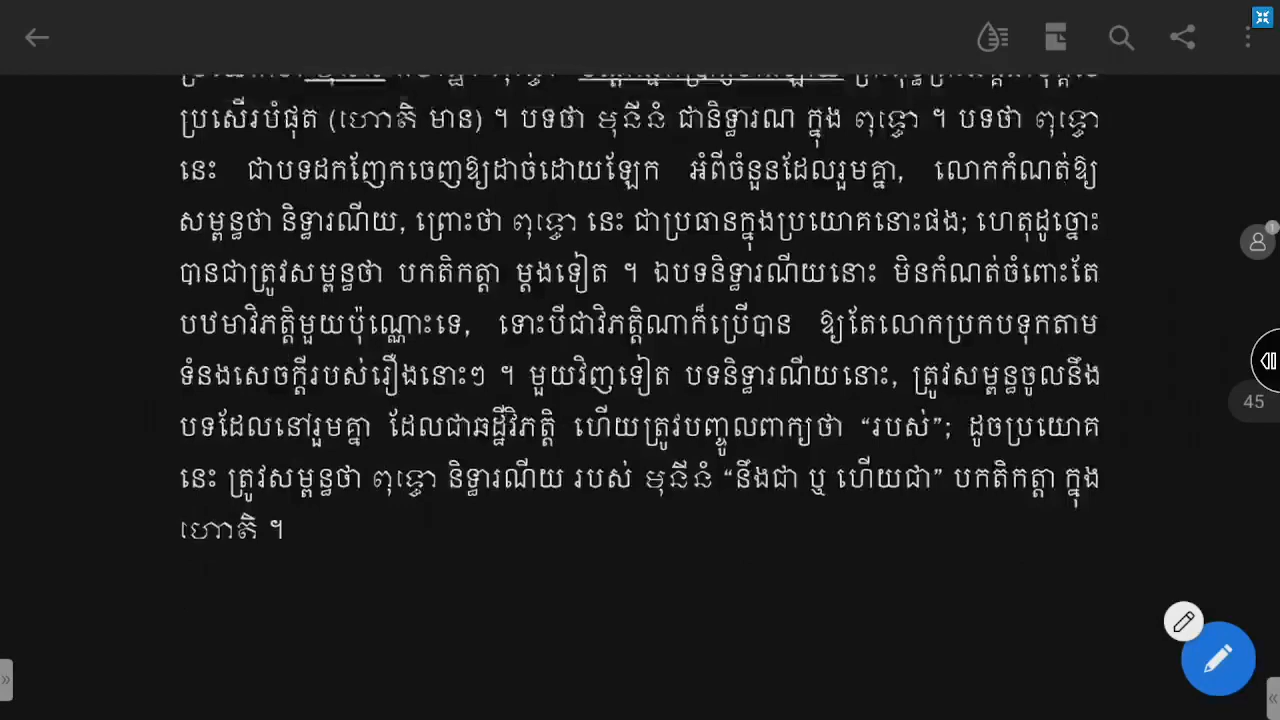 ប្រសើរបំផុត (ហោតិ មាន) ។ បទថា មុនីនំ ជានិទ្ធារណ ក្នុង ពុទ្ធោ ។ បទថា ពុទ្ធោ
នេះ ជាបទដកញែកចេញឱ្យដាច់ដោយឡែក អំពីចំនួនដែលរួមគ្នា, លោកកំណត់ឱ្យ
សម្ពន្ធថា និទ្ធារណីយ, ព្រោះថា ពុទ្ធោ នេះ ជាប្រធានក្នុងប្រយោគនោះផង; ហេតុដូច្នោះ
បានជាត្រូវសម្ពន្ធថា បកតិកត្តា ម្តងទៀត ។ ឯបទនិទ្ធារណីយនោះ មិនកំណត់ចំពោះតែ
បឋមាវិភត្តិមួយប៉ុណ្ណោះទេ, ទោះបីជាវិភត្តិណាក៏ប្រើបាន ឱ្យតែលោកប្រកបទុកតាម
ទំនងសេចក្តីរបស់រឿងនោះៗ ។ មួយវិញទៀត បទនិទ្ធារណីយនោះ, ត្រូវសម្ពន្ធចូលនឹង
បទដែលនៅរួមគ្នា ដែលជាឆដ្ឋីវិភត្តិ ហើយត្រូវបញ្ចូលពាក្យថា “របស់”; ដូចប្រយោគ
នេះ ត្រូវសម្ពន្ធថា ពុទ្ធោ និទ្ធារណីយ របស់ មុនីនំ “នឹងជា ឬ ហើយជា” បកតិកត្តា ក្នុង
ហោតិ ។
45
1